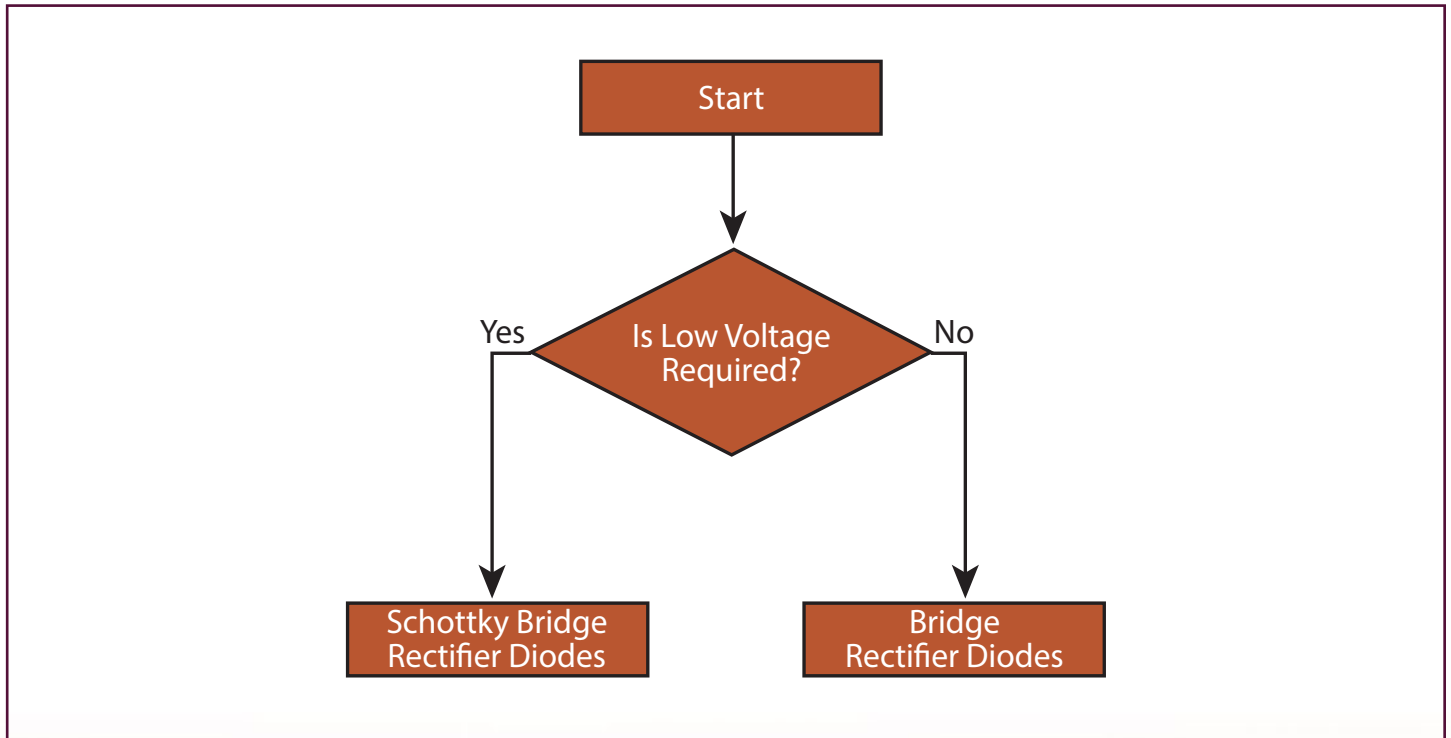 Start
Yes
Is Low Voltage
Required?
No
Schottky Bridge
Rectifier Diodes
Bridge
Rectifier Diodes